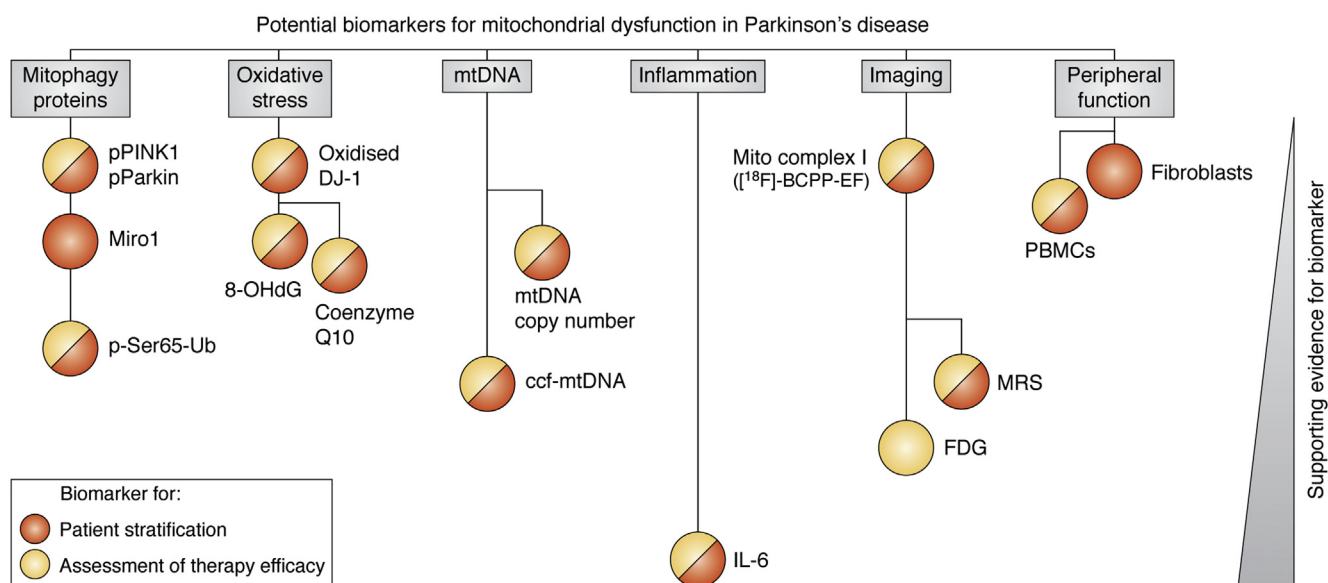 Potential biomarkers for mitochondrial dysfunction in Parkinson's disease
Mitophagy
proteins
Oxidative
stress
mtDNA
Inflammation
Imaging
Peripheral
function
pPINK1
pParkin
Miro1
p-Ser65-Ub
Oxidised
DJ-1
8-OHdG
Coenzyme
Q10
mtDNA
copy number
ccf-mtDNA
IL-6
Mito complex I
([¹⁸F]-BCPP-EF)
MRS
FDG
Fibroblasts
PBMCs
Supporting evidence for biomarker
Biomarker for:
Patient stratification
Assessment of therapy efficacy